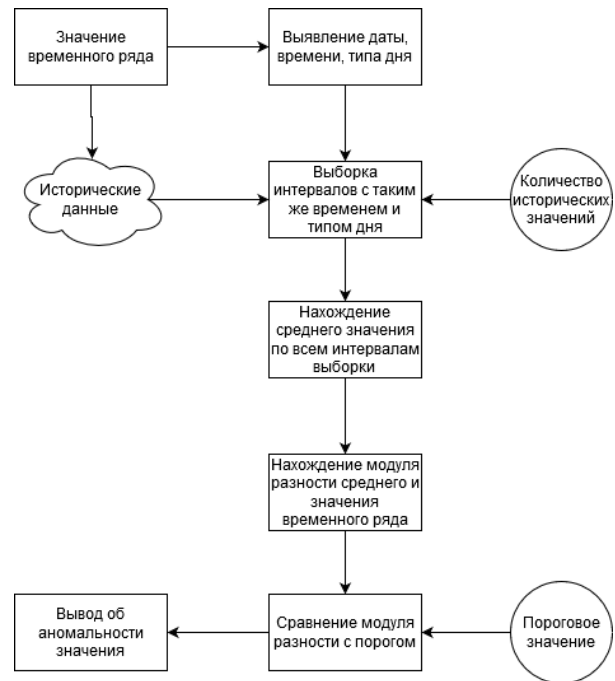 Значение
временного ряда
Выявление даты,
времени, типа дня
Исторические
данные
Выборка
интервалов с таким
же временем и
типом дня
Количество
исторических
значений
Нахождение
среднего значения
по всем интервалам
выборки
Нахождение модуля
разности среднего и
значения
временного ряда
Вывод об
аномальности
значения
Сравнение модуля
разности с порогом
Пороговое
значение